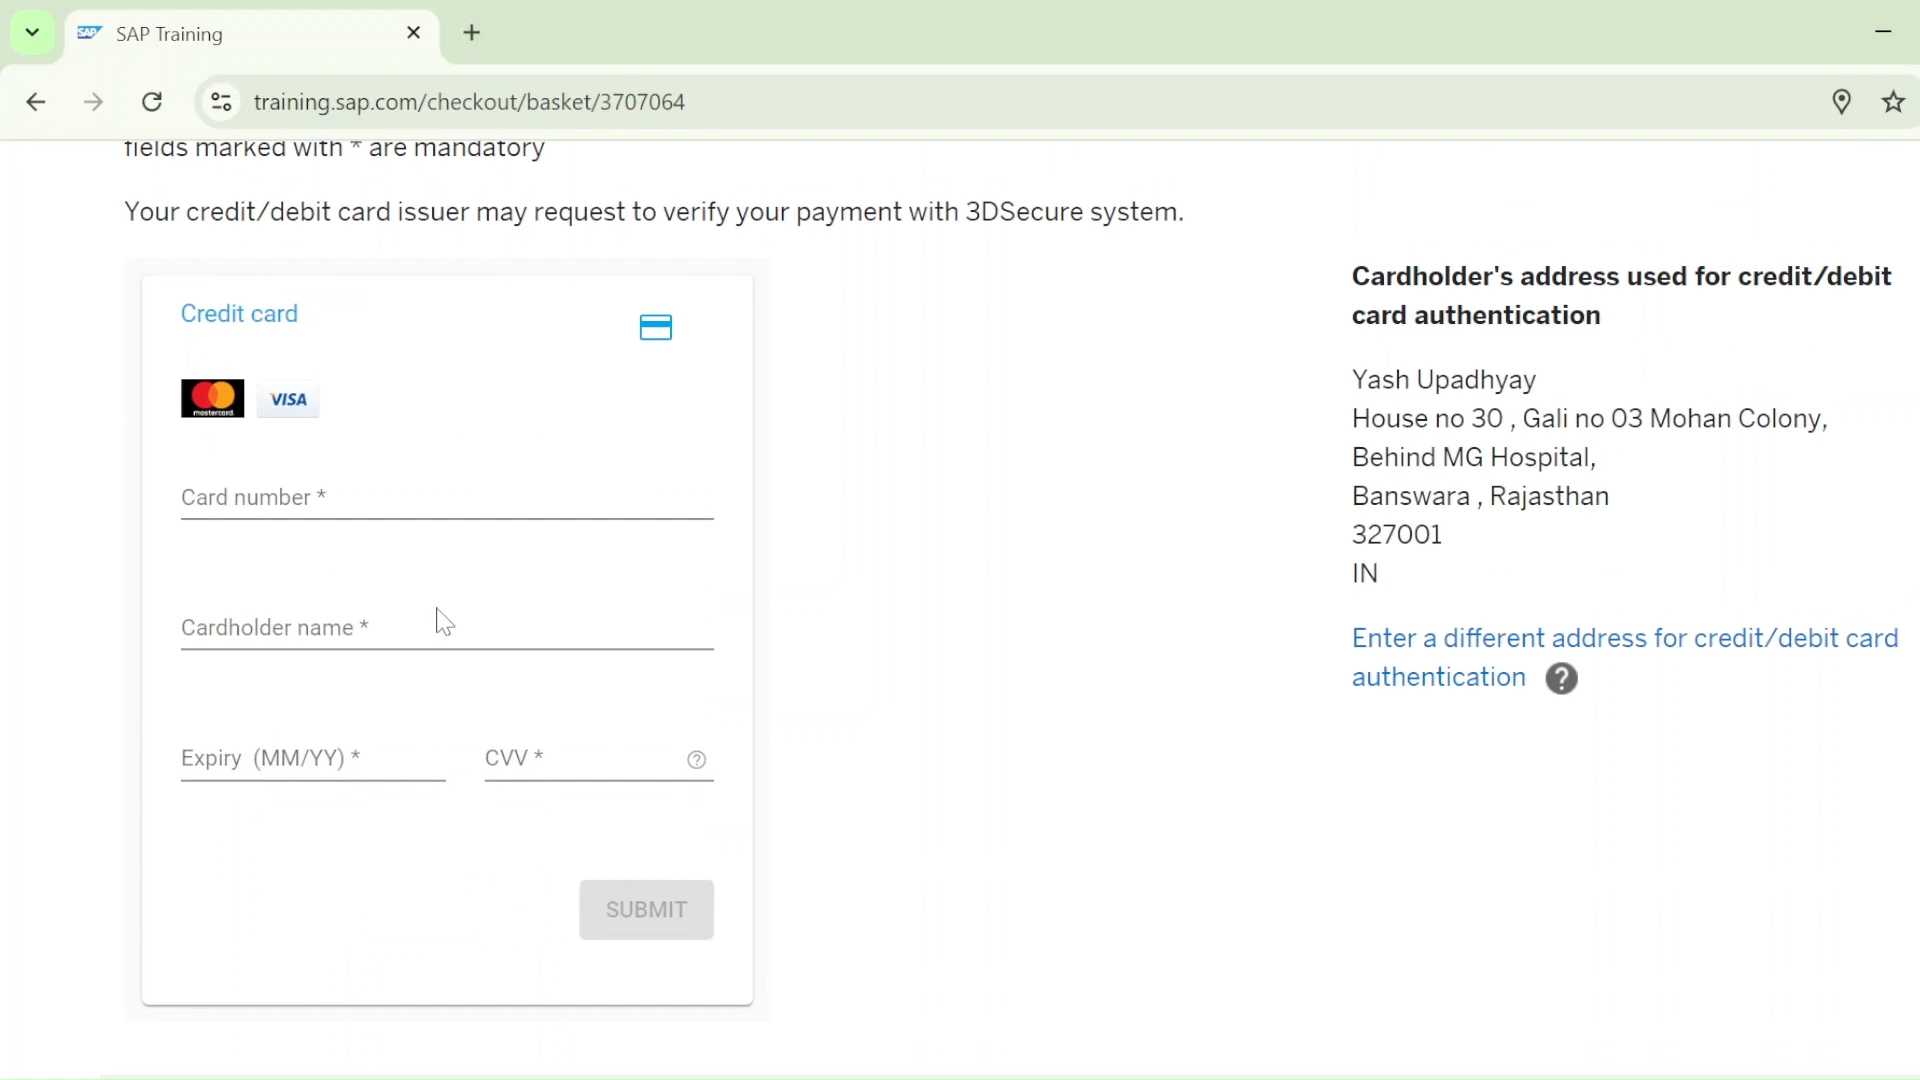 SAP SAP Training
training.sap.com/checkout/basket/3707064
fields marked with * are mandatory
Your credit/debit card issuer may request to verify your payment with 3DSecure system.
Credit card
mastercard VISA
Card number *
Cardholder name *
Expiry (MM/YY) *
CVV *
?
SUBMIT
Cardholder's address used for credit/debit
card authentication
Yash Upadhyay
House no 30 , Gali no 03 Mohan Colony,
Behind MG Hospital,
Banswara , Rajasthan
327001
IN
Enter a different address for credit/debit card
authentication ?